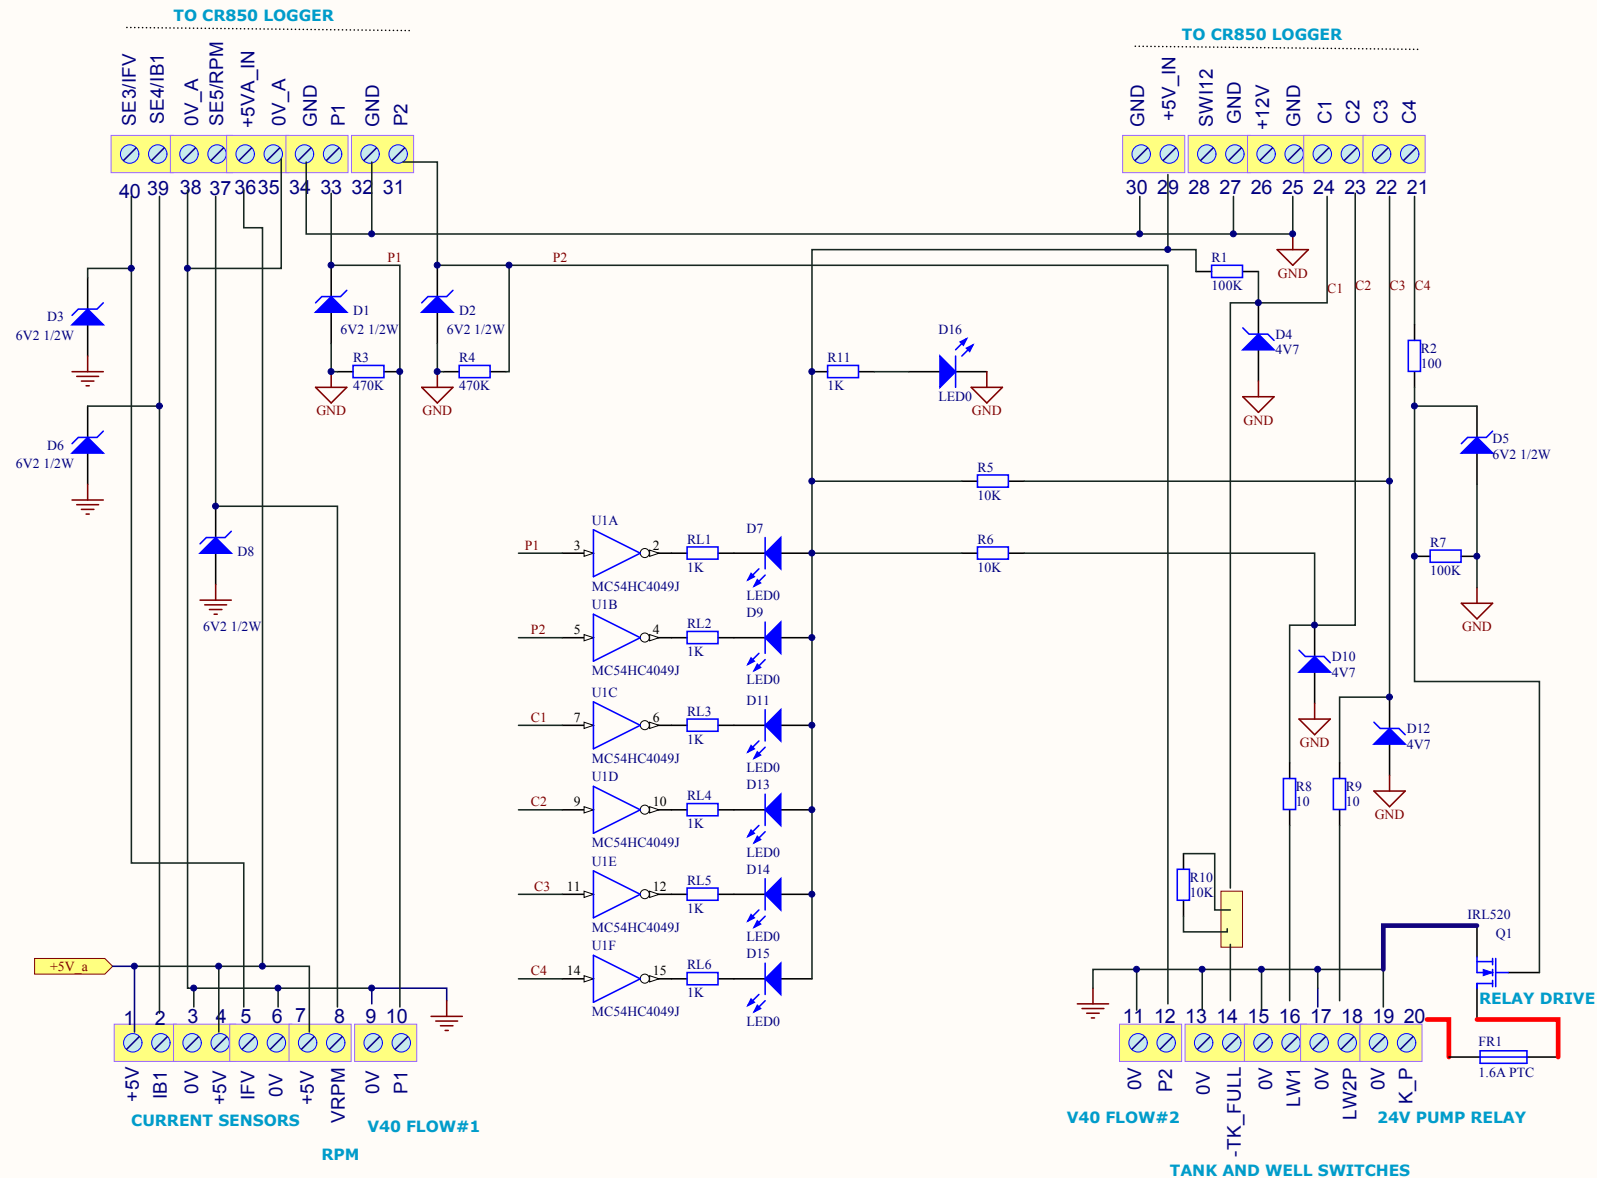 TO CR850 LOGGER
TO CR850 LOGGER
SE3/IFV
SE4/IB1
0V_A
SE5/RPM
+5VA_IN
0V_A
GND
P1
GND
P2
GND
+5V_IN
SWI12
GND
+12V
GND
C1
C2
C3
C4
40 39 38 37 36 35 34 33 32 31
30 29 28 27 26 25 24 23 22 21
P1
P2
R1
100K
GND
C1 C2 C3 C4
D3
6V2 1/2W
D1
6V2 1/2W
D2
6V2 1/2W
D16
LED0
GND
D4
4V7
GND
R2
100
R3
470K
GND
R4
470K
GND
R11
1K
D6
6V2 1/2W
D5
6V2 1/2W
R5
10K
D8
6V2 1/2W
R6
10K
R7
100K
GND
U1A
P1 3 2
MC54HC4049J
RL1
1K
D7
LED0
U1B
P2 5 4
MC54HC4049J
RL2
1K
D9
LED0
U1C
C1 7 6
MC54HC4049J
RL3
1K
D11
LED0
U1D
C2 9 10
MC54HC4049J
RL4
1K
D13
LED0
U1E
C3 11 12
MC54HC4049J
RL5
1K
D14
LED0
U1F
C4 14 15
MC54HC4049J
RL6
1K
D15
LED0
D10
4V7
GND
D12
4V7
GND
R8
10
R9
10
R10
10K
IRL520
Q1
RELAY DRIVE
FR1
1.6A PTC
+5V_a
1 2 3 4 5 6 7 8 9 10
11 12 13 14 15 16 17 18 19 20
+5V
IB1
0V
+5V
IFV
0V
+5V
VRPM
0V
P1
0V
P2
0V
-TK_FULL
0V
LW1
0V
LW2P
0V
K_P
CURRENT SENSORS
V40 FLOW#1
RPM
V40 FLOW#2
24V PUMP RELAY
TANK AND WELL SWITCHES